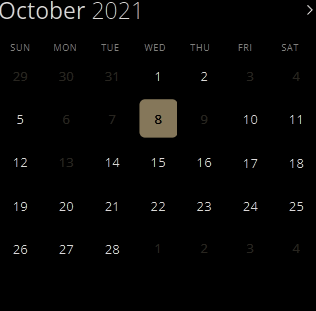 October 2021
SUN MON TUE WED THU FRI SAT
29 30 31 1 2 3 4
5 6 7 8 9 10 11
12 13 14 15 16 17 18
19 20 21 22 23 24 25
26 27 28 1 2 3 4